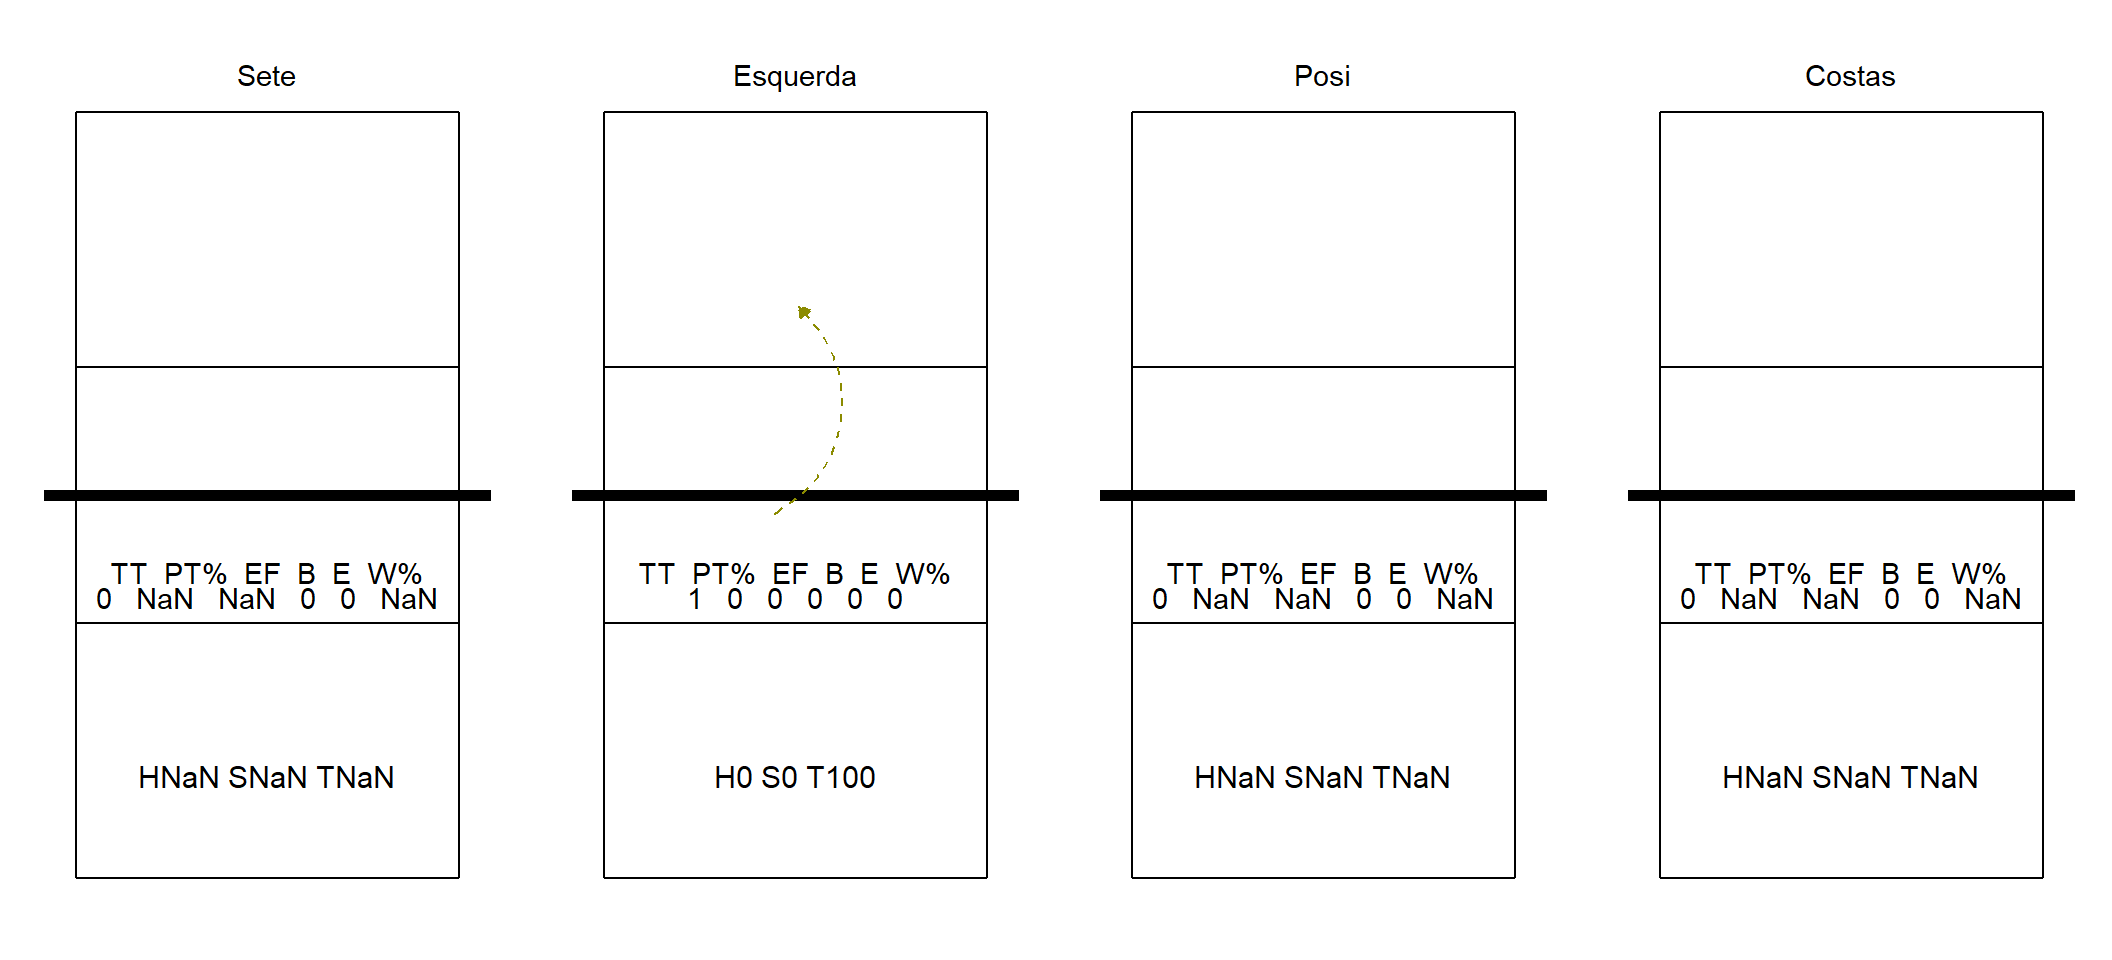 Sete
TT PT% EF B E W%
0 NaN NaN 0 0 NaN
HNaN SNaN TNaN
Esquerda
TT PT% EF B E W%
1 0 0 0 0 0
H0 S0 T100
Posi
TT PT% EF B E W%
0 NaN NaN 0 0 NaN
HNaN SNaN TNaN
Costas
TT PT% EF B E W%
0 NaN NaN 0 0 NaN
HNaN SNaN TNaN